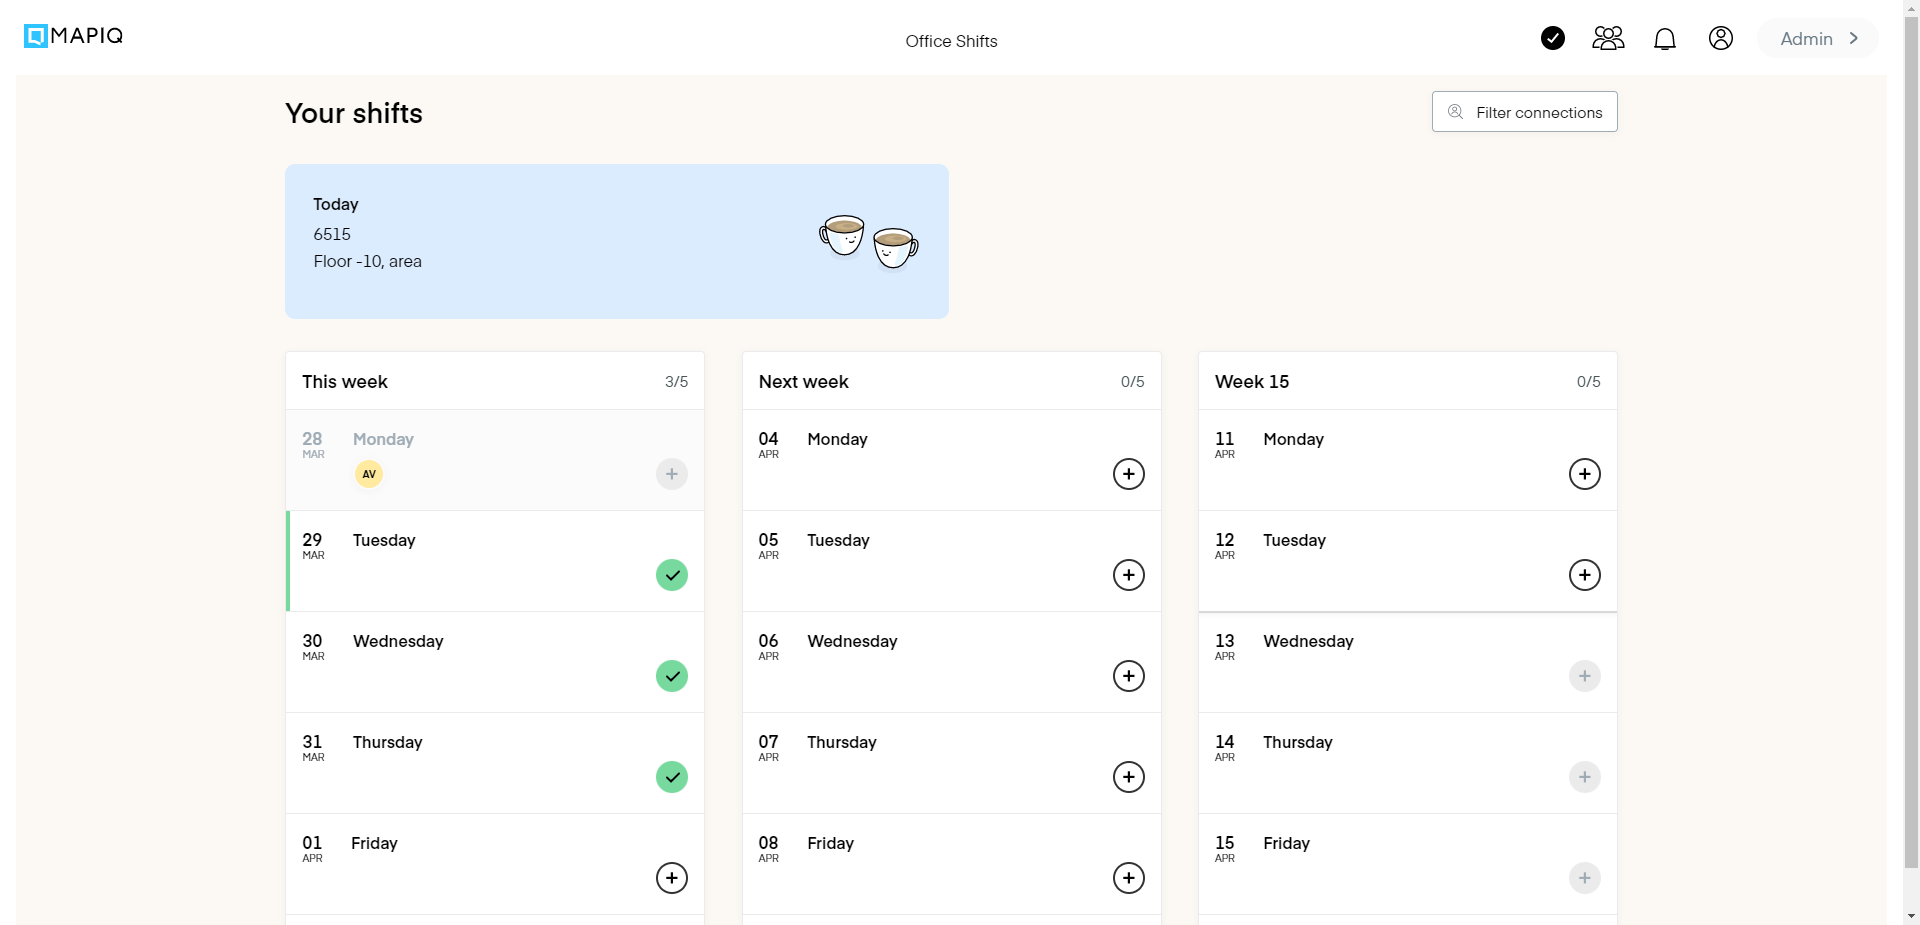 MAPIQ
Office Shifts
Admin
Your shifts
Filter connections
Today
6515
Floor -10, area
This week 3/5
28 Monday
MAR
AV
29 Tuesday
MAR
30 Wednesday
MAR
31 Thursday
MAR
01 Friday
APR
Next week 0/5
04 Monday
APR
05 Tuesday
APR
06 Wednesday
APR
07 Thursday
APR
08 Friday
APR
Week 15 0/5
11 Monday
APR
12 Tuesday
APR
13 Wednesday
APR
14 Thursday
APR
15 Friday
APR